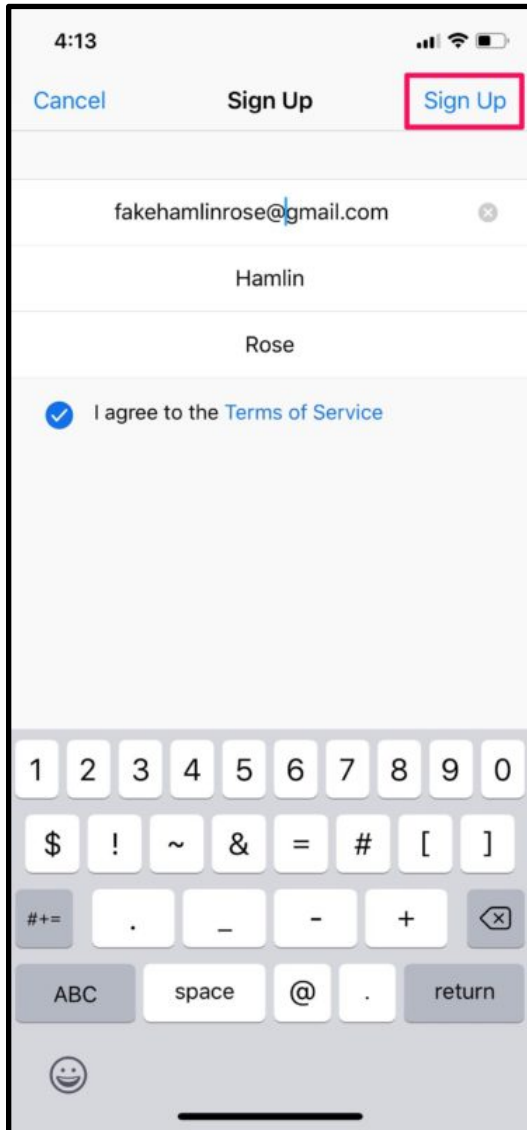 4:13
Cancel Sign Up Sign Up
fakehamlinrose@gmail.com
Hamlin
Rose
I agree to the Terms of Service
1 2 3 4 5 6 7 8 9 0
$ ! ~ & = # [ ]
#+= . _ - +
ABC space @ . return